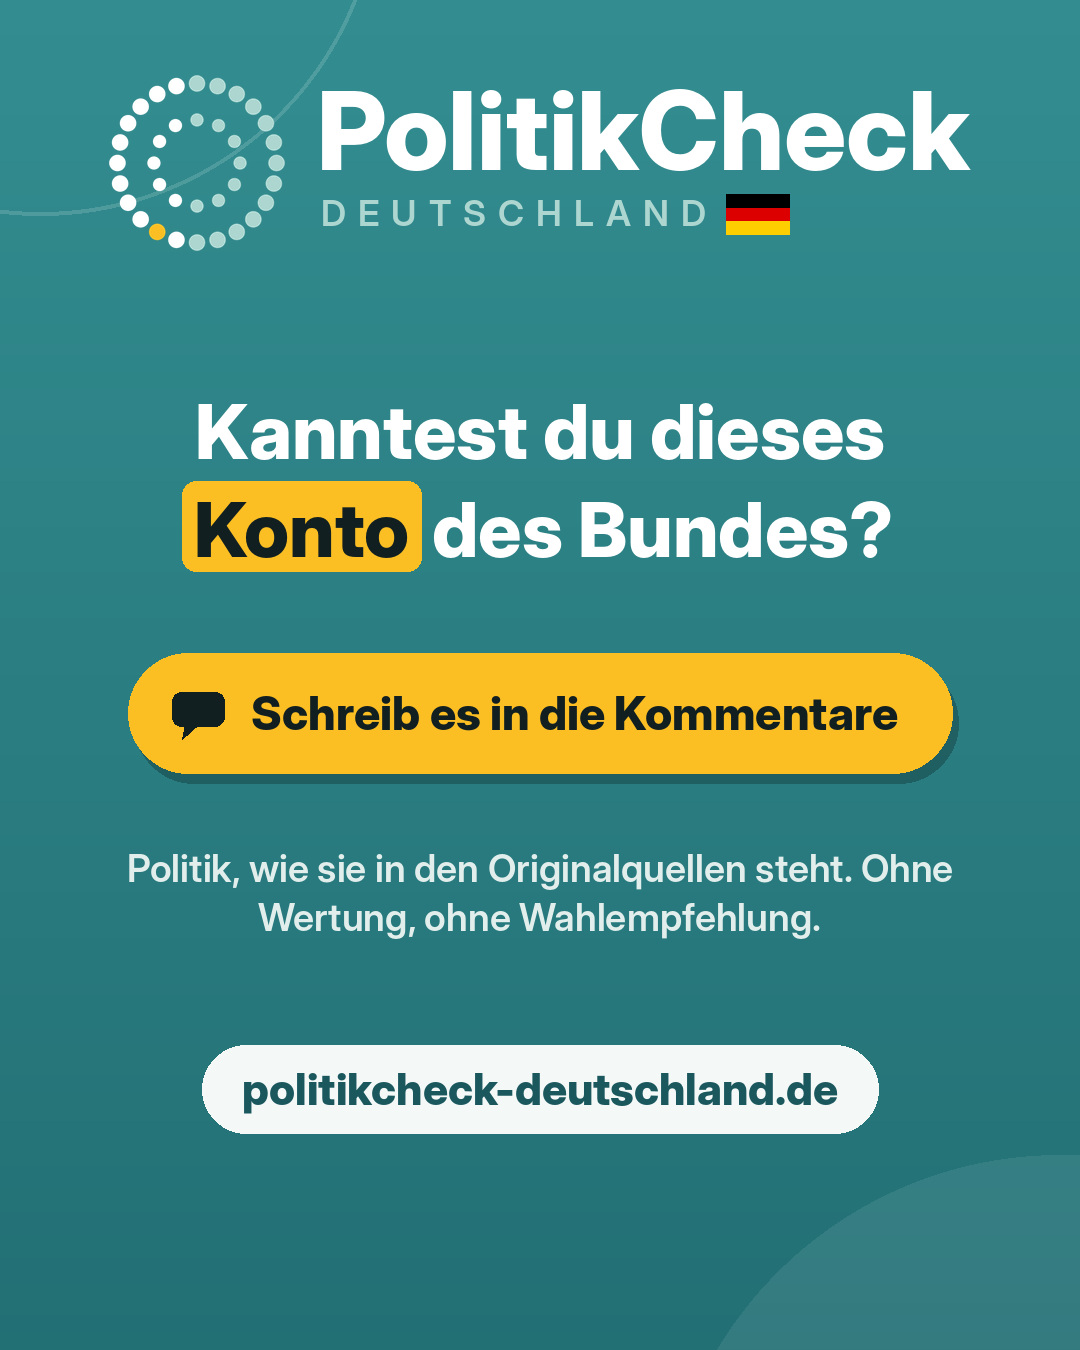 PolitikCheck
DEUTSCHLAND
Kanntest du dieses
Konto des Bundes?
Schreib es in die Kommentare
Politik, wie sie in den Originalquellen steht. Ohne
Wertung, ohne Wahlempfehlung.
politikcheck-deutschland.de